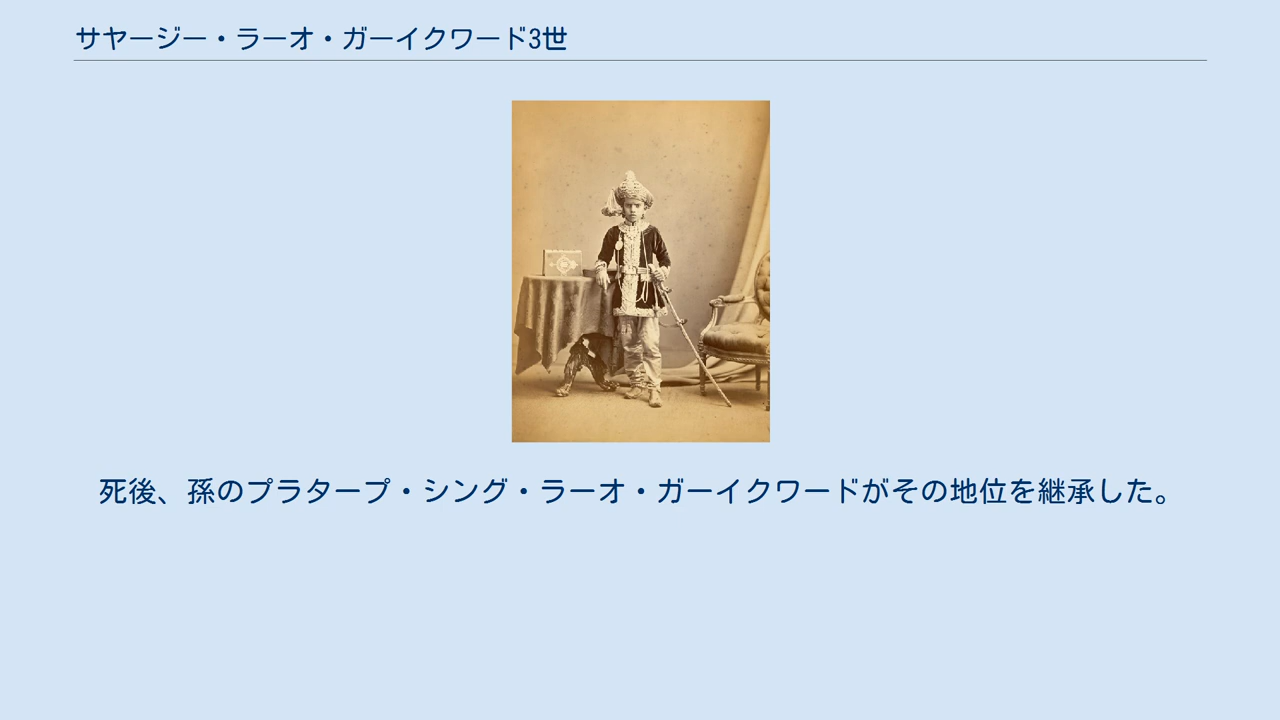 サヤージー・ラーオ・ガーイクワード3世
死後、孫のプラタープ・シング・ラーオ・ガーイクワードがその地位を継承した。